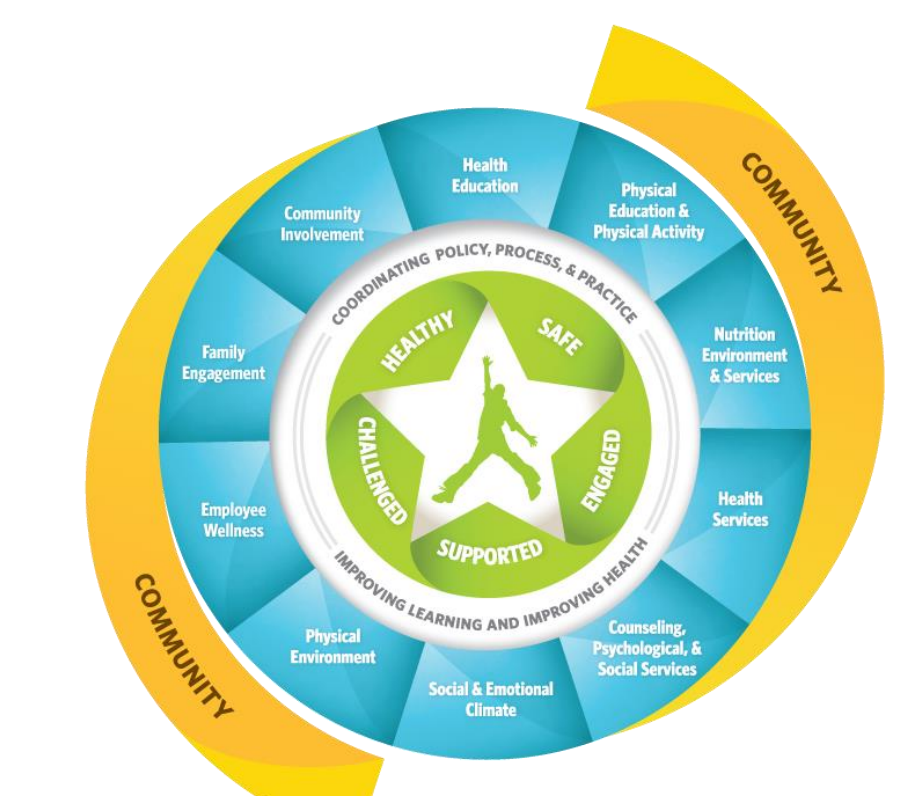 COMMUNITY
Health
Education
Physical
Education &
Physical Activity
Nutrition
Environment
& Services
Health
Services
Counseling,
Psychological, &
Social Services
Social & Emotional
Climate
Physical
Environment
Employee
Wellness
Family
Engagement
Community
Involvement
COORDINATING POLICY, PROCESS, & PRACTICE
IMPROVING LEARNING AND IMPROVING HEALTH
HEALTHY
SAFE
ENGAGED
SUPPORTED
CHALLENGED
COMMUNITY